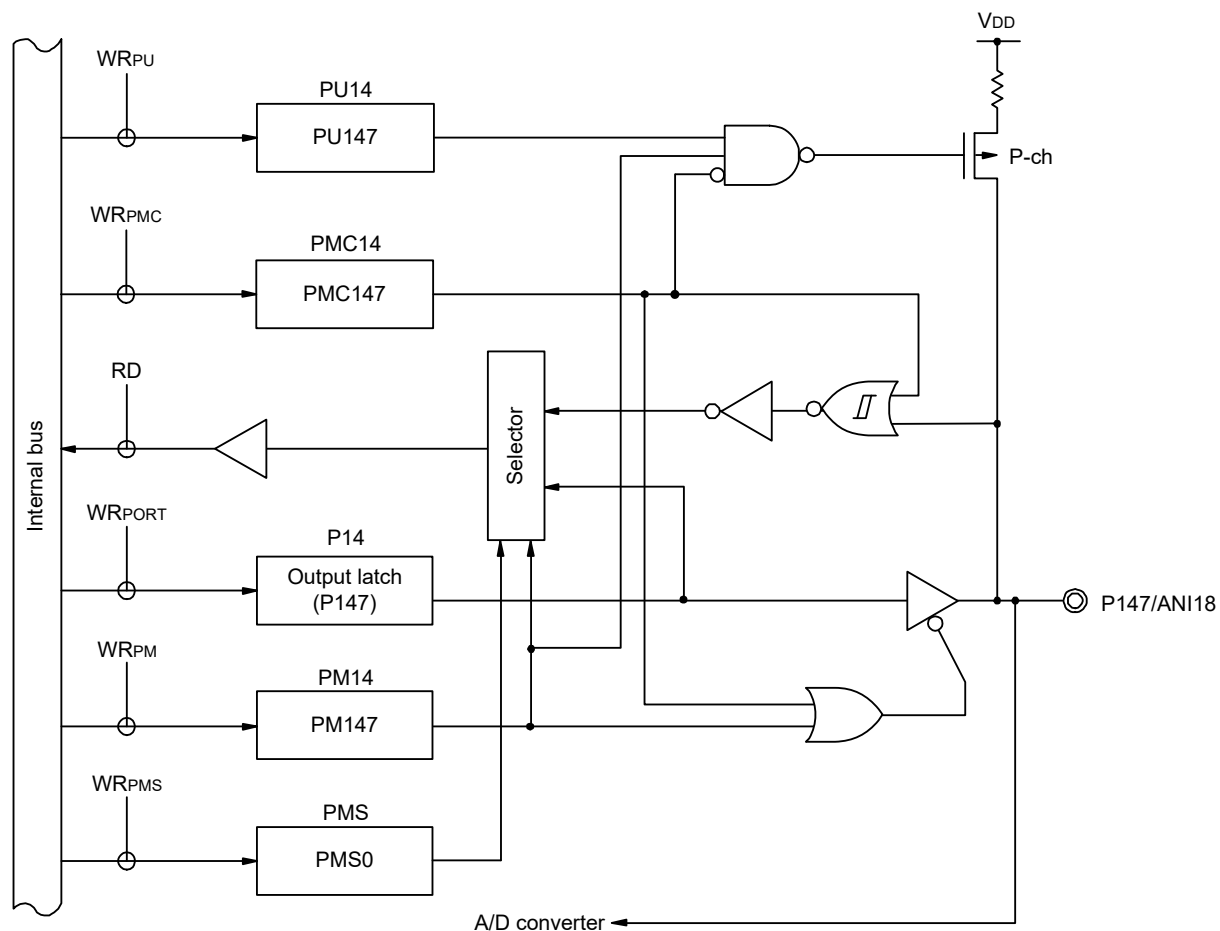 VDD
WRPU
PU14
PU147
P-ch
WRPMC
PMC14
PMC147
RD
Selector
Internal bus
WRPORT
P14
Output latch
(P147)
P147/ANI18
WRPM
PM14
PM147
WRPMS
PMS
PMS0
A/D converter